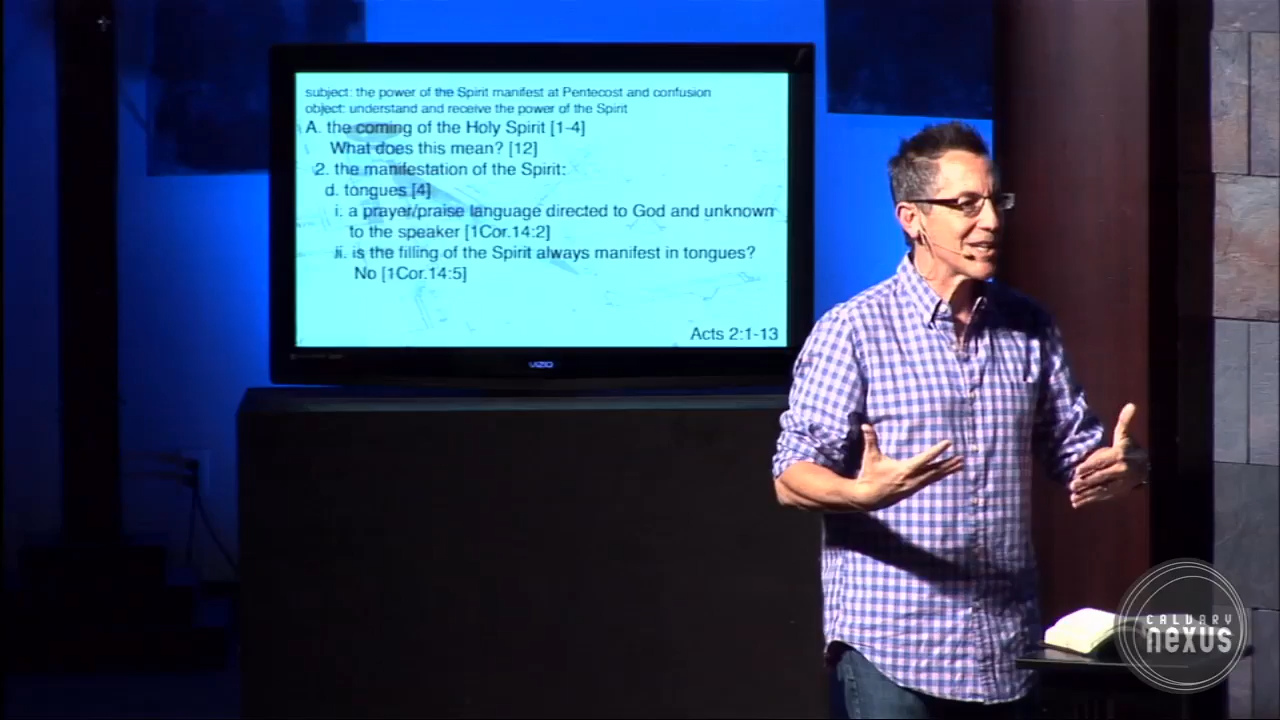 subject: the power of the Spirit manifest at Pentecost and confusion
object: understand and receive the power of the Spirit
A. the coming of the Holy Spirit [1-4]
What does this mean? [12]
2. the manifestation of the Spirit:
d. tongues [4]
i. a prayer/praise language directed to God and unknown
to the speaker [1Cor.14:2]
ii. is the filling of the Spirit always manifest in tongues?
No [1Cor.14:5]
Acts 2:1-13
VIZIO
CALVARY
nexus